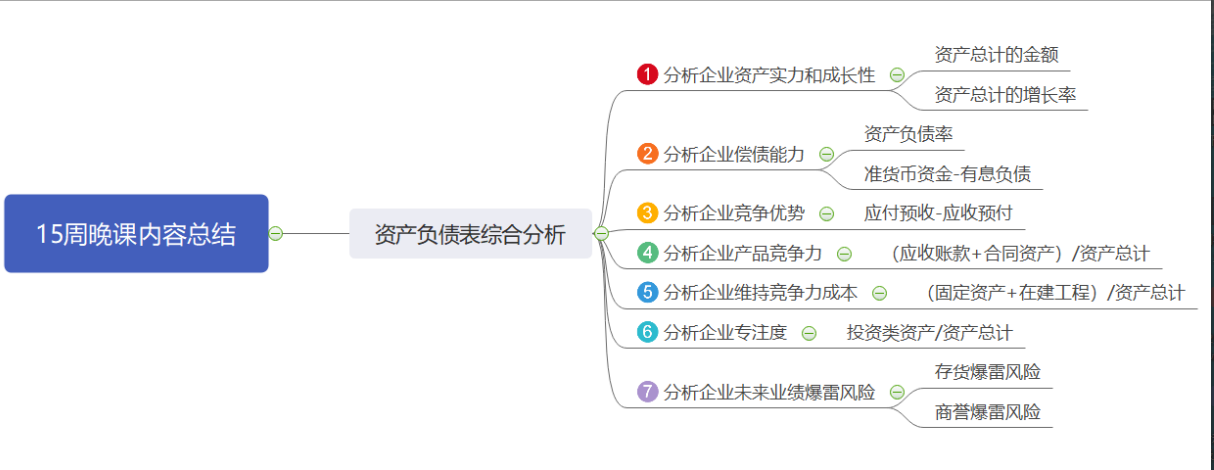 15周晚课内容总结
资产负债表综合分析
1 分析企业资产实力和成长性
资产总计的金额
资产总计的增长率
2 分析企业偿债能力
资产负债率
准货币资金-有息负债
3 分析企业竞争优势
应付预收-应收预付
4 分析企业产品竞争力
（应收账款+合同资产）/资产总计
5 分析企业维持竞争力成本
（固定资产+在建工程）/资产总计
6 分析企业专注度
投资类资产/资产总计
7 分析企业未来业绩爆雷风险
存货爆雷风险
商誉爆雷风险